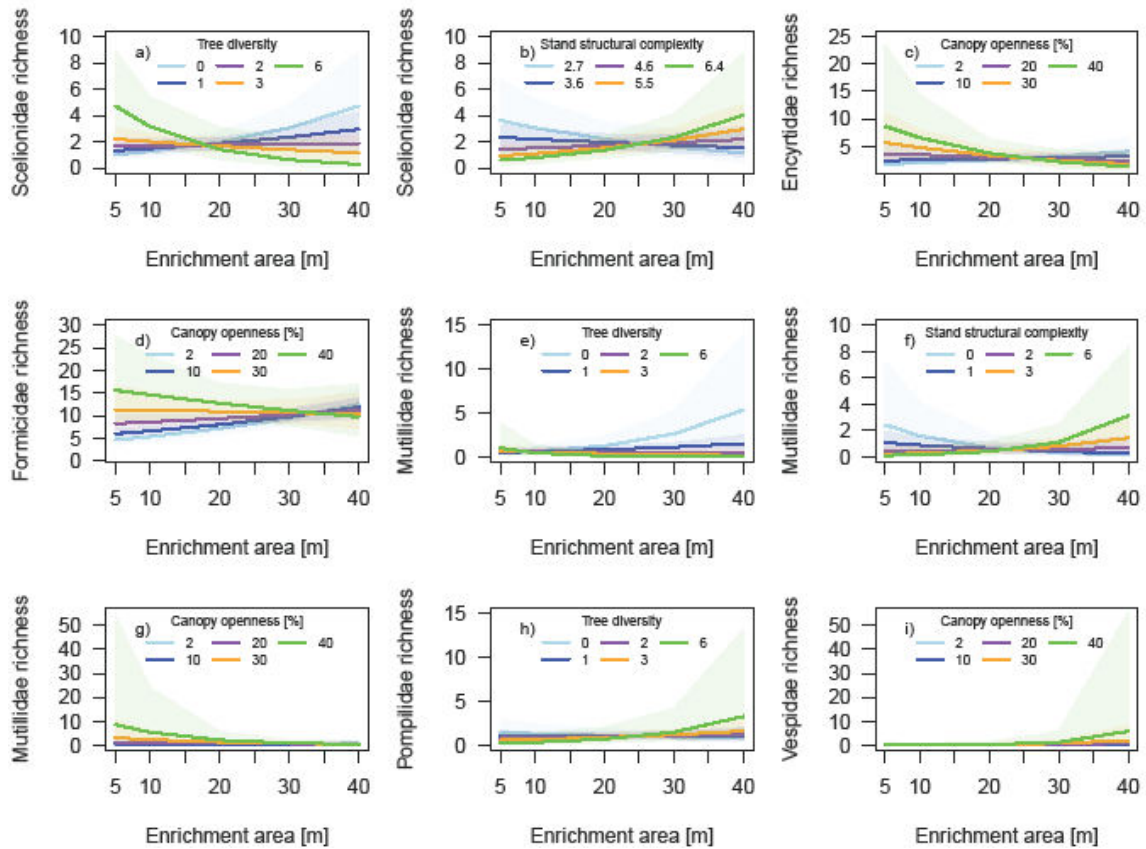 Scelionidae richness
10
8
6
4
2
0
a)
Tree diversity
0 2 6
1 3
5 10 20 30 40
Enrichment area [m]
Scelionidae richness
10
8
6
4
2
0
b)
Stand structural complexity
2.7 4.6 6.4
3.6 5.5
5 10 20 30 40
Enrichment area [m]
Encyrtidae richness
25
20
15
10
5
c)
Canopy openness [%]
2 20 40
10 30
5 10 20 30 40
Enrichment area [m]
Formicidae richness
30
25
20
15
10
5
0
d)
Canopy openness [%]
2 20 40
10 30
5 10 20 30 40
Enrichment area [m]
Mutillidae richness
15
10
5
0
e)
Tree diversity
0 2 6
1 3
5 10 20 30 40
Enrichment area [m]
Mutillidae richness
10
8
6
4
2
0
f)
Stand structural complexity
0 2 6
1 3
5 10 20 30 40
Enrichment area [m]
Mutillidae richness
50
40
30
20
10
0
g)
Canopy openness [%]
2 20 40
10 30
5 10 20 30 40
Enrichment area [m]
Pompilidae richness
15
10
5
0
h)
Tree diversity
0 2 6
1 3
5 10 20 30 40
Enrichment area [m]
Vespidae richness
50
40
30
20
10
0
i)
Canopy openness [%]
2 20 40
10 30
5 10 20 30 40
Enrichment area [m]